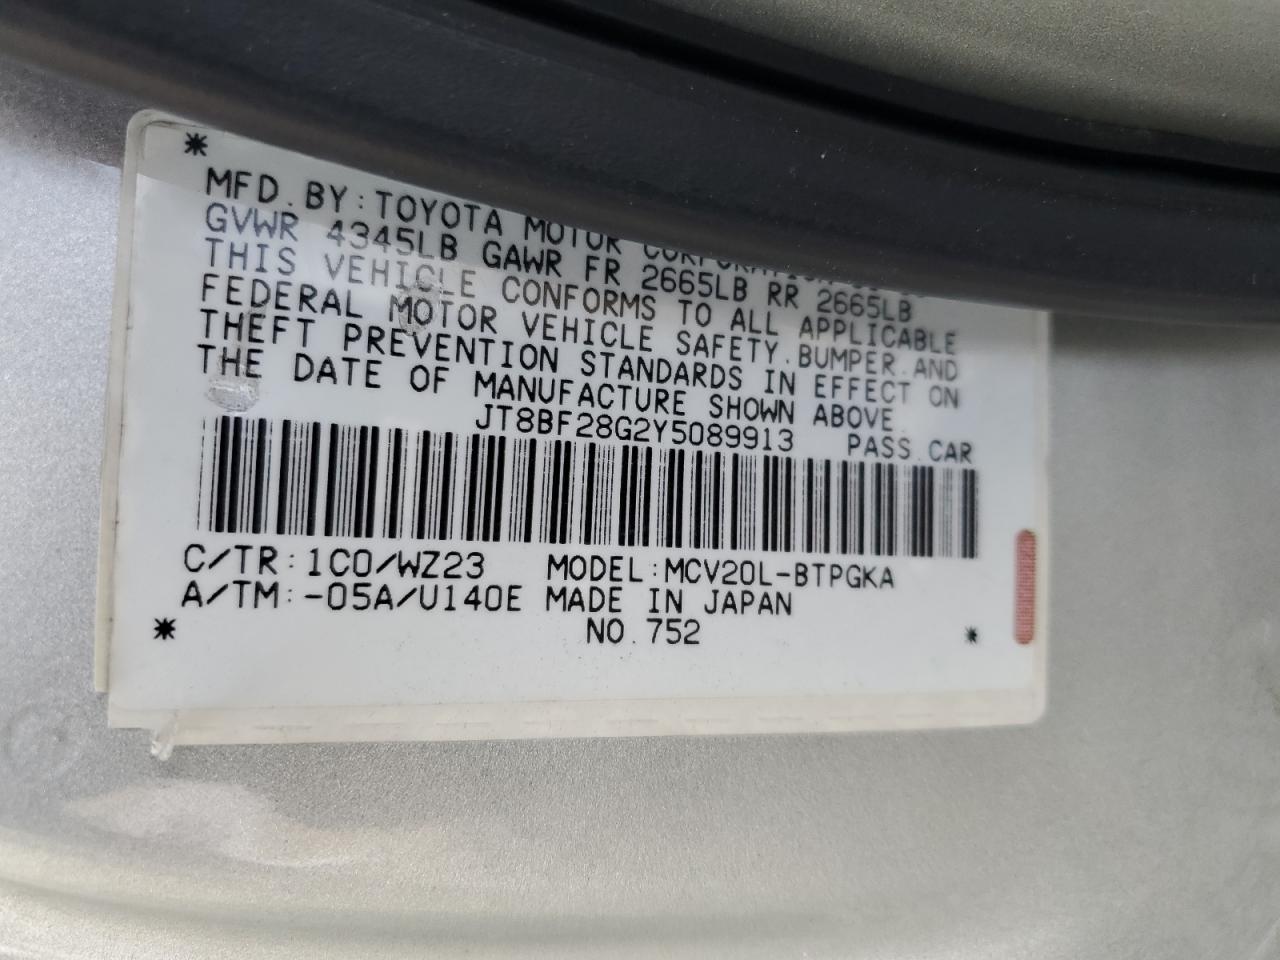 MFD. BY: TOYOTA MOTOR CORPORATION
GVWR 4345LB GAWR FR 2665LB RR 2665LB
THIS VEHICLE CONFORMS TO ALL APPLICABLE
FEDERAL MOTOR VEHICLE SAFETY. BUMPER. AND
THEFT PREVENTION STANDARDS IN EFFECT ON
THE DATE OF MANUFACTURE SHOWN ABOVE.
JT8BF28G2Y5089913 PASS. CAR
C/TR: 1C0/WZ23 MODEL: MCV20L-BTPGKA
A/TM: -05A/U140E MADE IN JAPAN
NO. 752